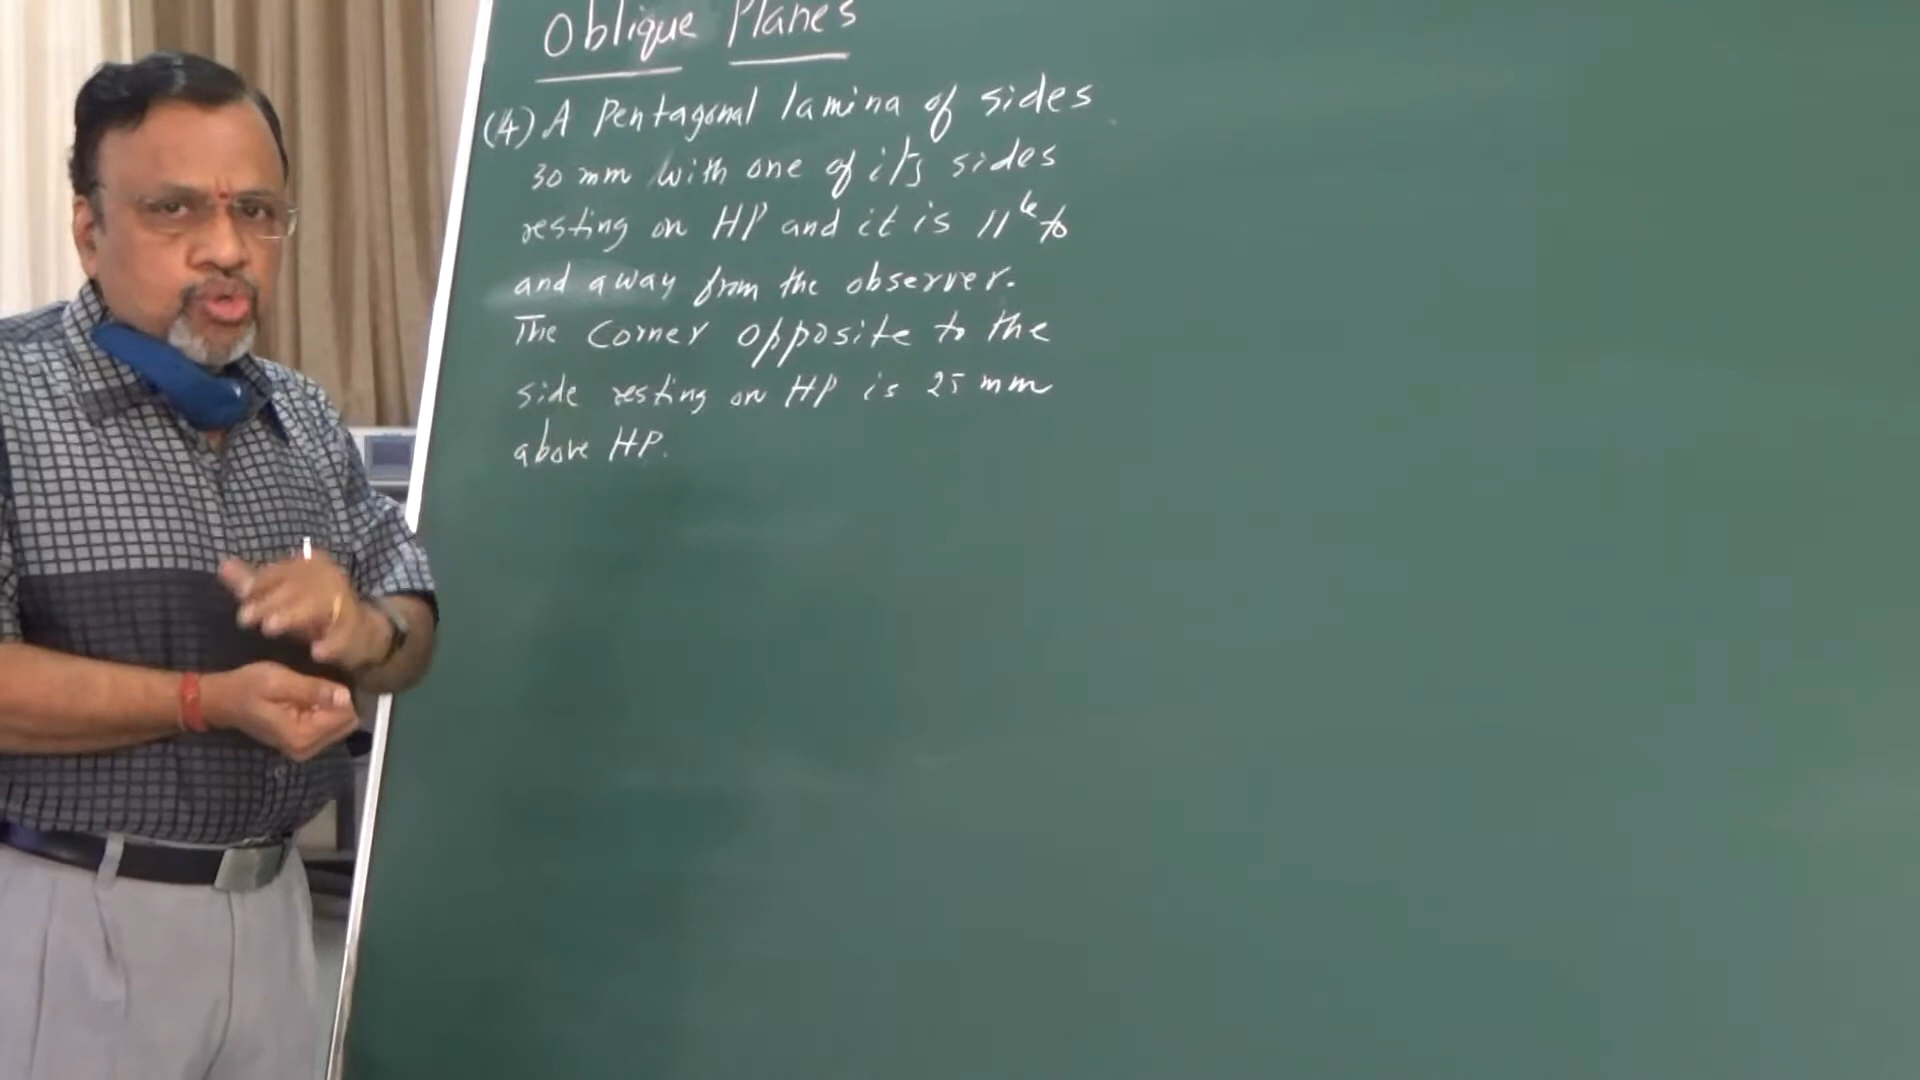 Oblique Planes
(4) A Pentagonal lamina of sides
30 mm with one of its sides
resting on HP and it is 11le to
and away from the observer.
The corner opposite to the
side resting on HP is 25 mm
above HP.